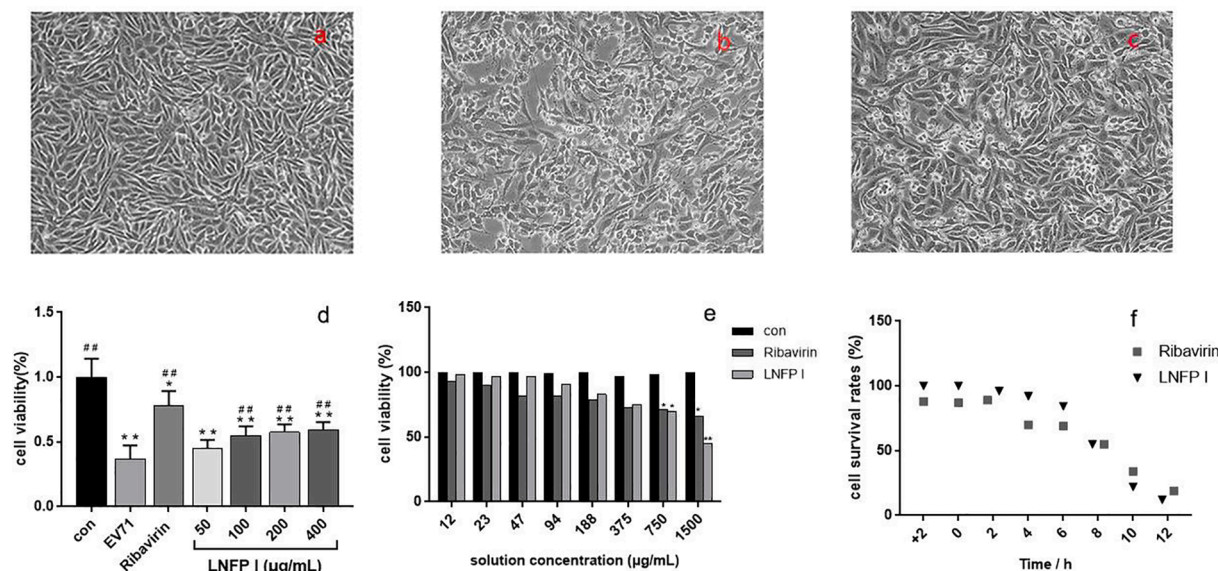 a
b
c
d
cell viability(%)
1.5
1.0
0.5
0.0
##
**
##
*
**
##
**
##
**
##
**
con
EV71
Ribavirin
50
100
200
400
LNFP I (μg/mL)
e
cell viability (%)
150
100
50
0
con
Ribavirin
LNFP I
*
*
*
**
12
23
47
94
188
375
750
1500
solution concentration (μg/mL)
f
cell survival rates (%)
150
100
50
0
Ribavirin
LNFP I
+2
0
2
4
6
8
10
12
Time / h